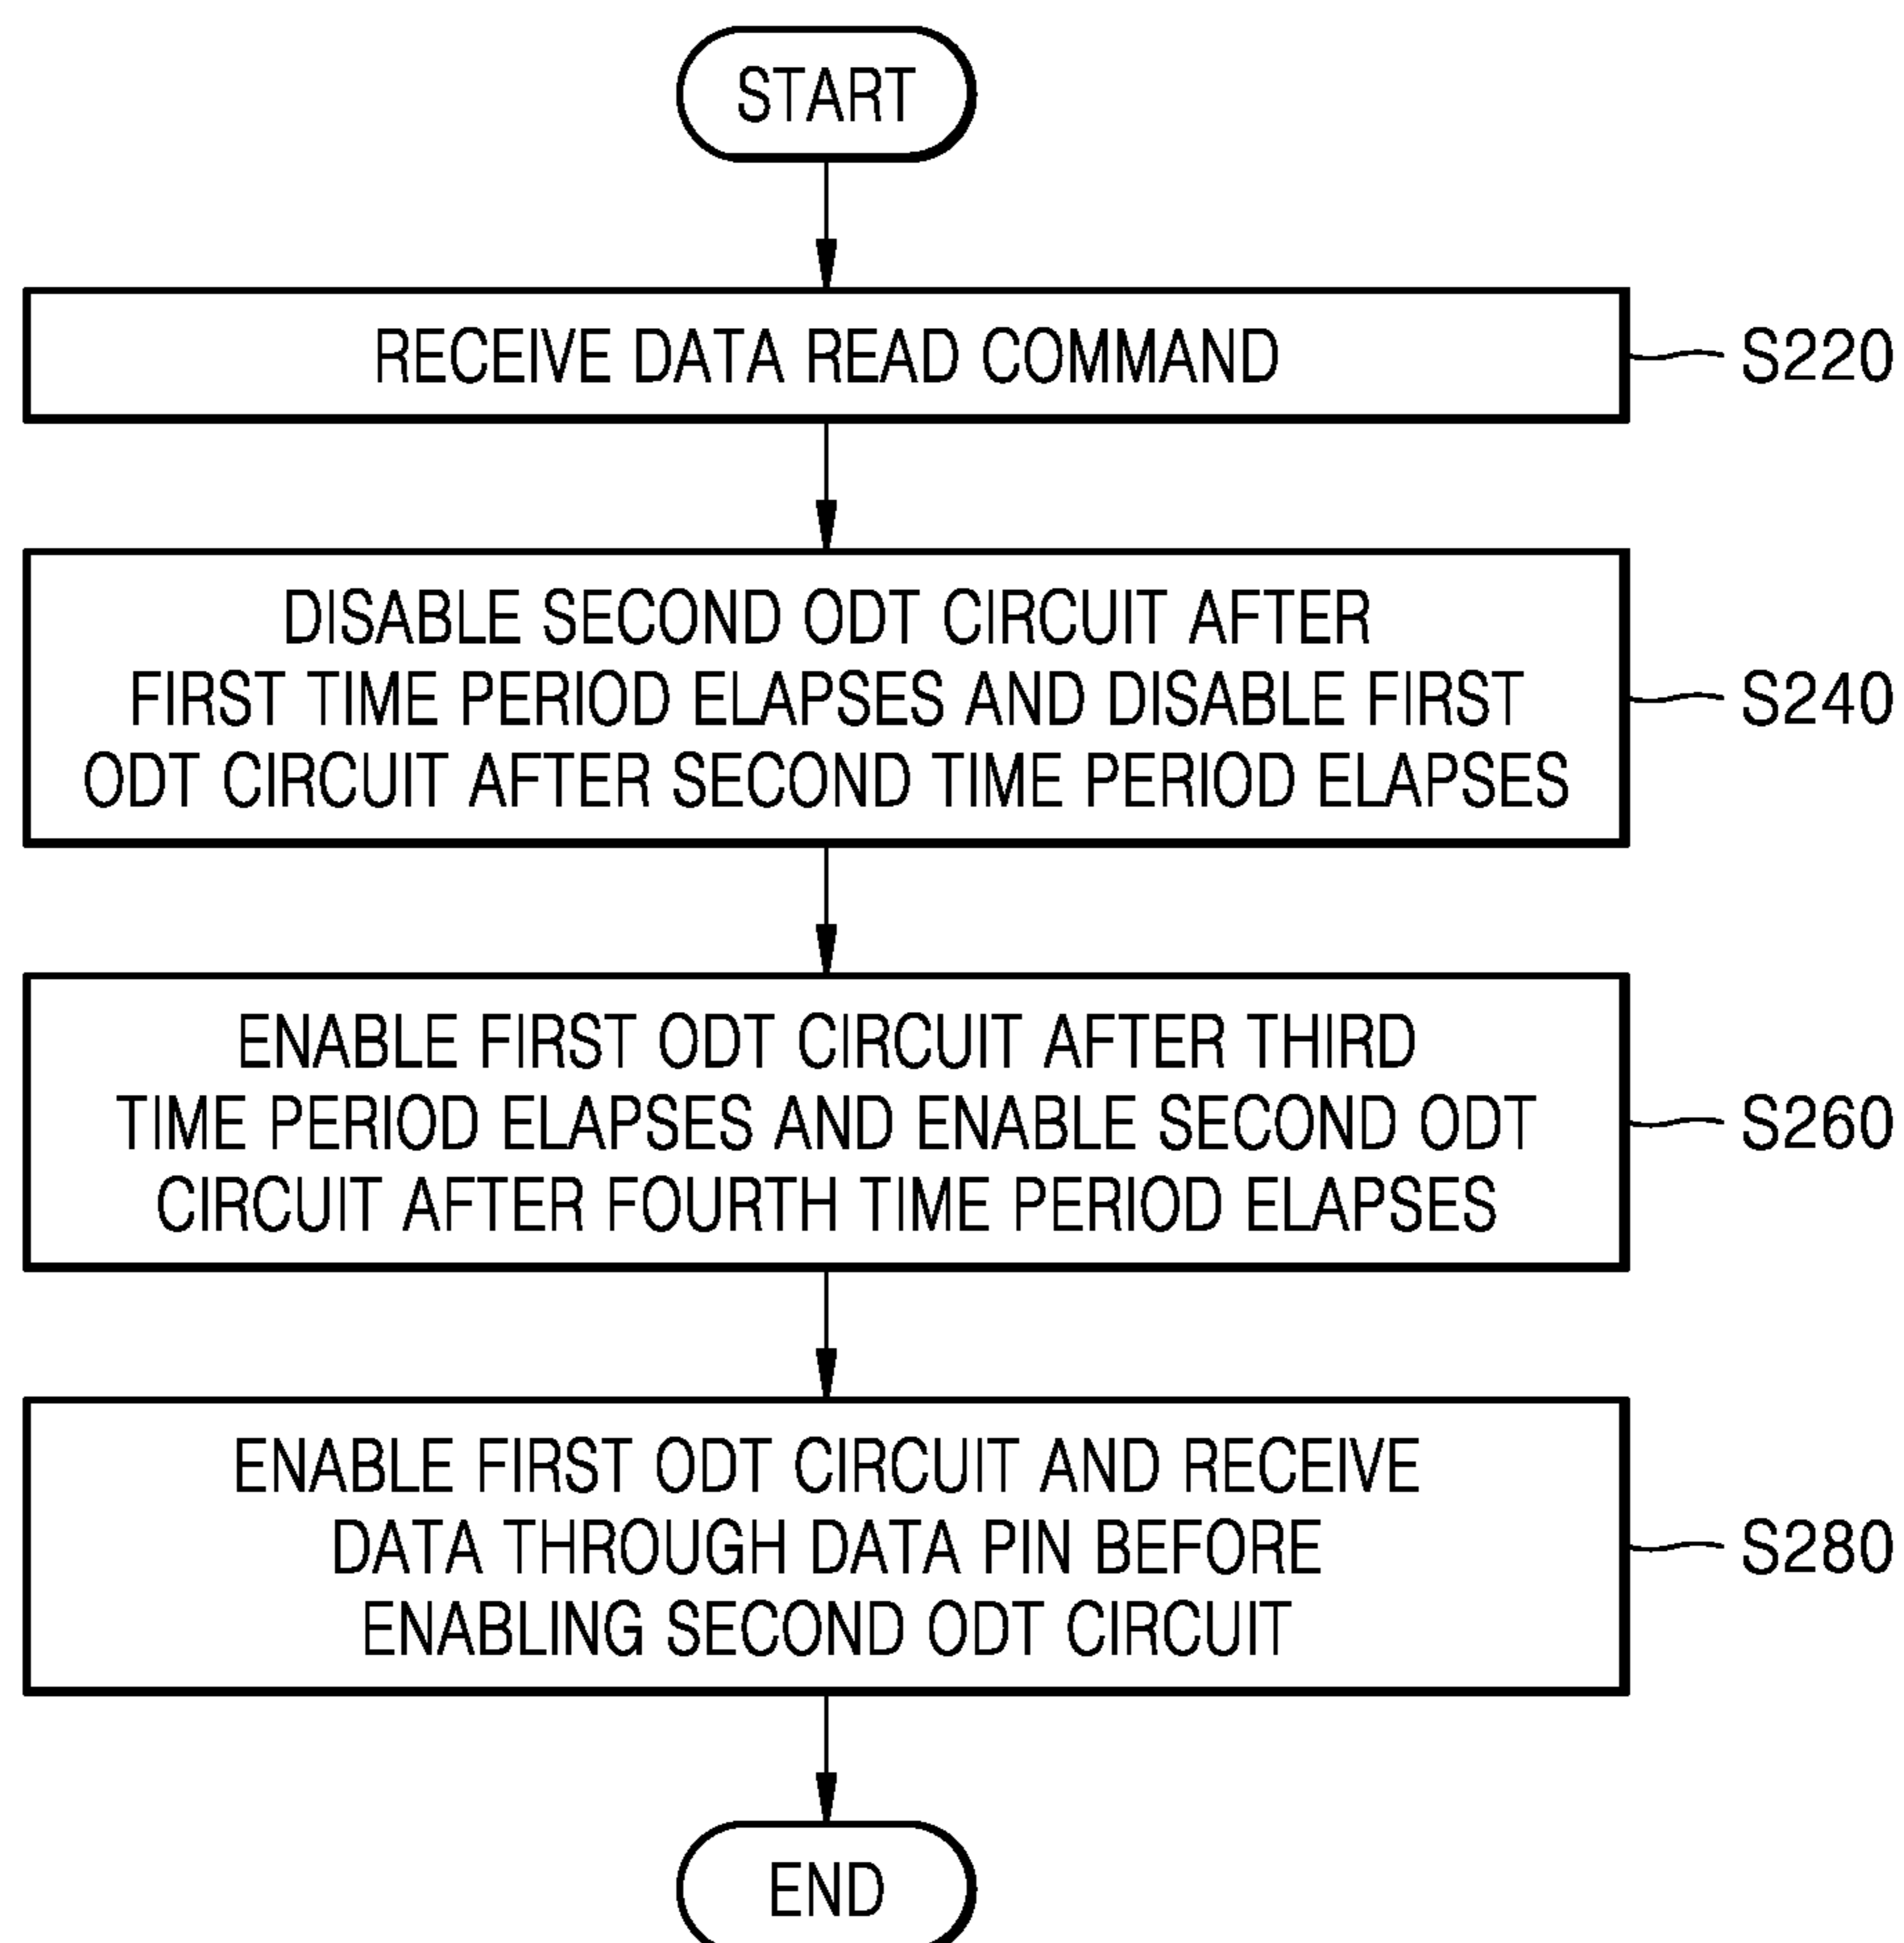 START
RECEIVE DATA READ COMMAND
S220
DISABLE SECOND ODT CIRCUIT AFTER
FIRST TIME PERIOD ELAPSES AND DISABLE FIRST
ODT CIRCUIT AFTER SECOND TIME PERIOD ELAPSES
S240
ENABLE FIRST ODT CIRCUIT AFTER THIRD
TIME PERIOD ELAPSES AND ENABLE SECOND ODT
CIRCUIT AFTER FOURTH TIME PERIOD ELAPSES
S260
ENABLE FIRST ODT CIRCUIT AND RECEIVE
DATA THROUGH DATA PIN BEFORE
ENABLING SECOND ODT CIRCUIT
S280
END